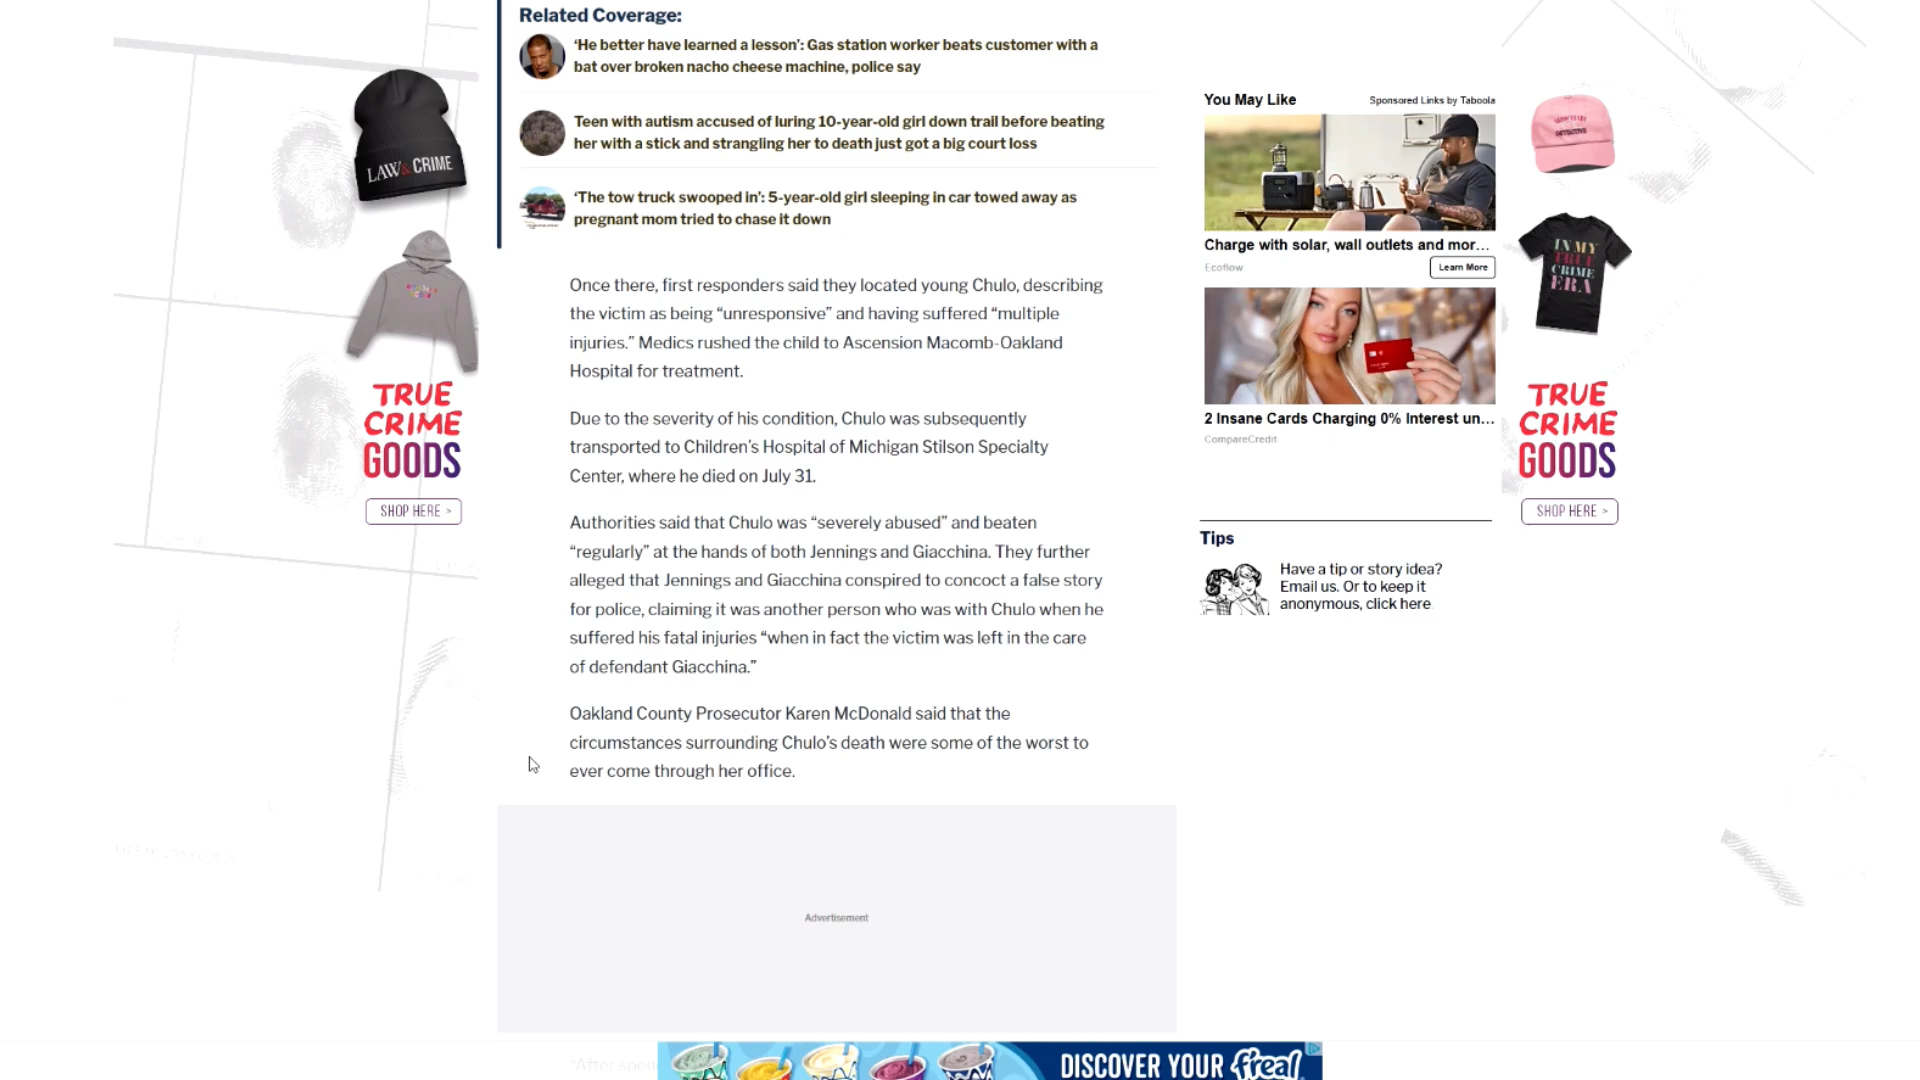 Related Coverage:
‘He better have learned a lesson’: Gas station worker beats customer with a
bat over broken nacho cheese machine, police say
Teen with autism accused of luring 10-year-old girl down trail before beating
her with a stick and strangling her to death just got a big court loss
‘The tow truck swooped in’: 5-year-old girl sleeping in car towed away as
pregnant mom tried to chase it down
Once there, first responders said they located young Chulo, describing
the victim as being “unresponsive” and having suffered “multiple
injuries.” Medics rushed the child to Ascension Macomb-Oakland
Hospital for treatment.
Due to the severity of his condition, Chulo was subsequently
transported to Children’s Hospital of Michigan Stilson Specialty
Center, where he died on July 31.
Authorities said that Chulo was “severely abused” and beaten
“regularly” at the hands of both Jennings and Giacchina. They further
alleged that Jennings and Giacchina conspired to concoct a false story
for police, claiming it was another person who was with Chulo when he
suffered his fatal injuries “when in fact the victim was left in the care
of defendant Giacchina.”
Oakland County Prosecutor Karen McDonald said that the
circumstances surrounding Chulo’s death were some of the worst to
ever come through her office.
Advertisement
“After spen
DISCOVER YOUR f'real
LAW& CRIME
TRUE
CRIME
GOODS
SHOP HERE >
You May Like
Sponsored Links by Taboola
Charge with solar, wall outlets and mor...
Ecoflow
Learn More
2 Insane Cards Charging 0% Interest un...
CompareCredit
Tips
Have a tip or story idea?
Email us. Or to keep it
anonymous, click here
DETECTIVE
IN MY
TRUE
CRIME
ERA
TRUE
CRIME
GOODS
SHOP HERE >